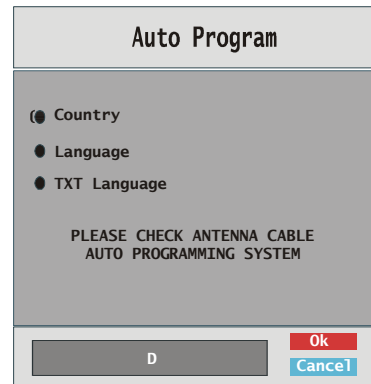 Auto Program
Country
Language
TXT Language
PLEASE CHECK ANTENNA CABLE
AUTO PROGRAMMING SYSTEM
D
Ok
Cancel